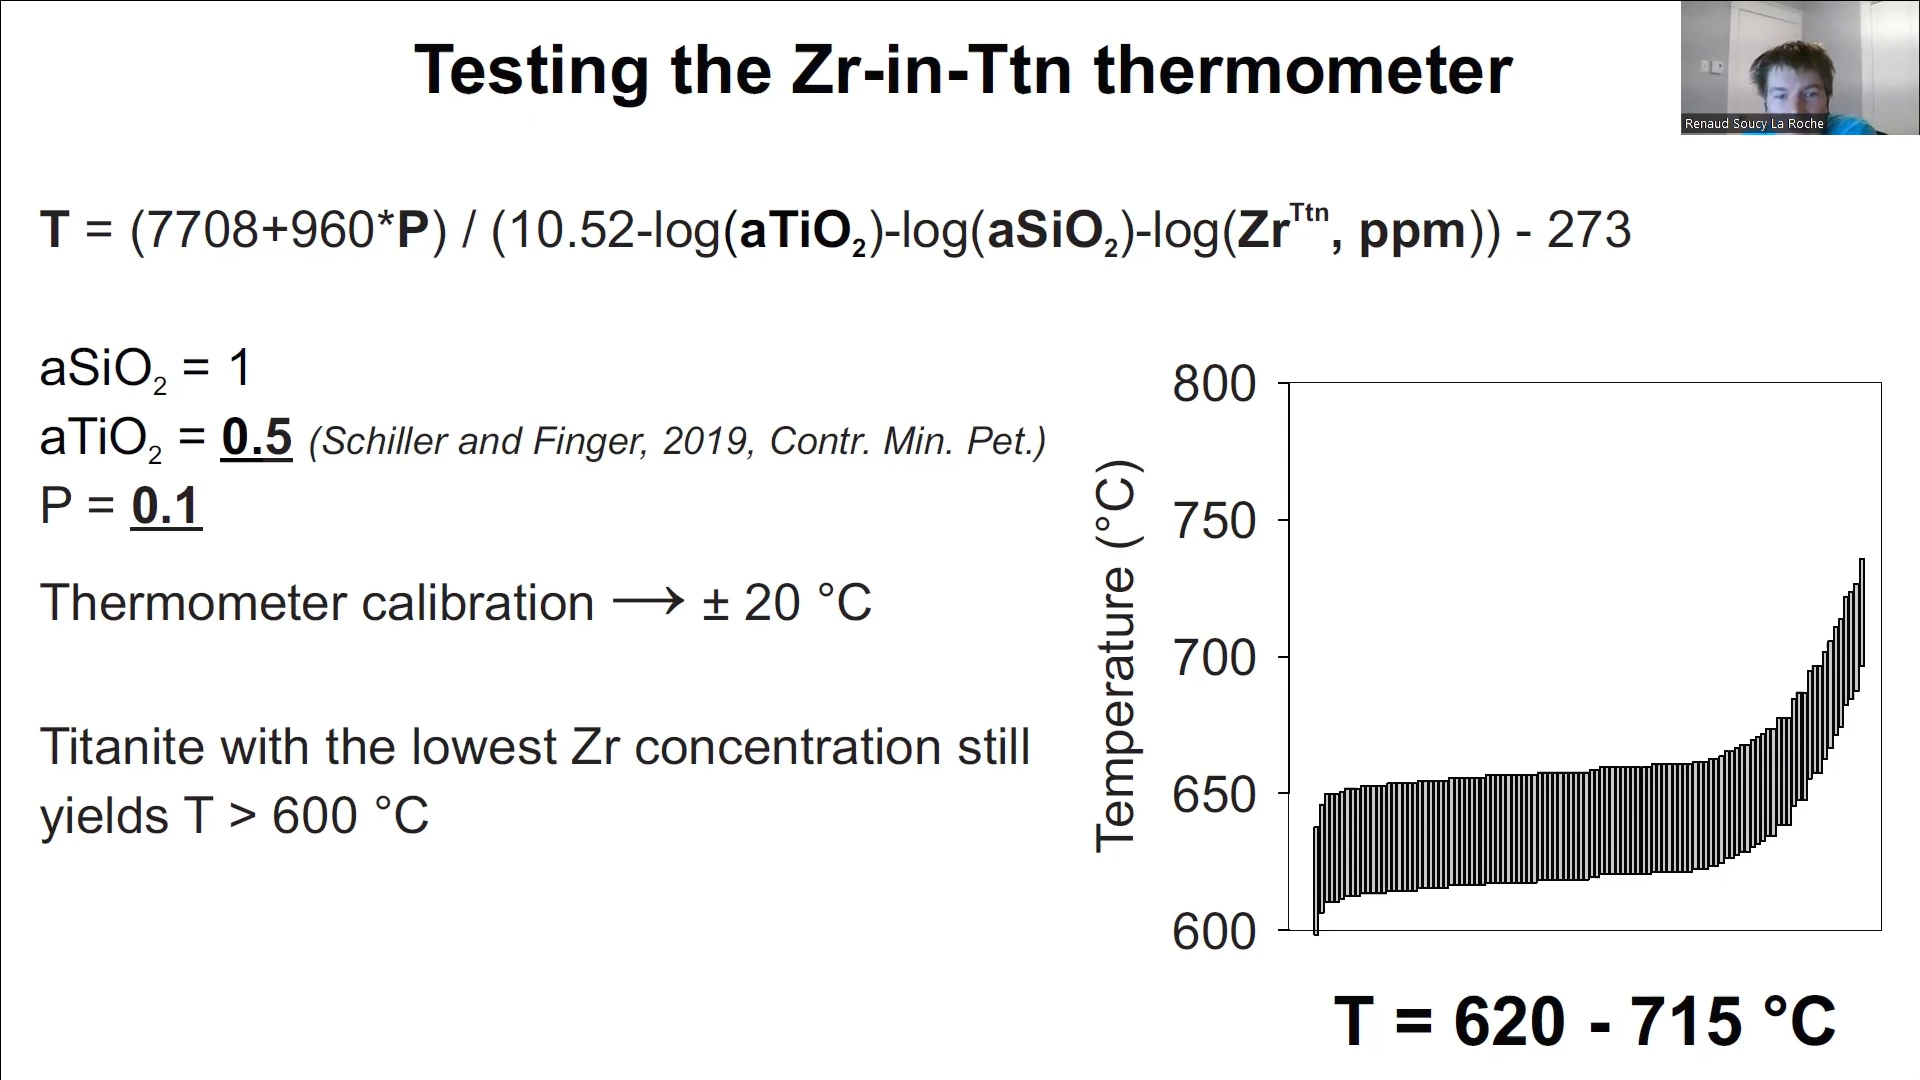 Testing the Zr-in-Ttn thermometer
Renaud Soucy La Roche
T = (7708+960*P) / (10.52-log(aTiO₂)-log(aSiO₂)-log(Zrᵀᵗⁿ, ppm)) - 273
aSiO₂ = 1
aTiO₂ = 0.5 (Schiller and Finger, 2019, Contr. Min. Pet.)
P = 0.1
Thermometer calibration → ± 20 °C
Titanite with the lowest Zr concentration still
yields T > 600 °C
Temperature (°C)
800
750
700
650
600
T = 620 - 715 °C